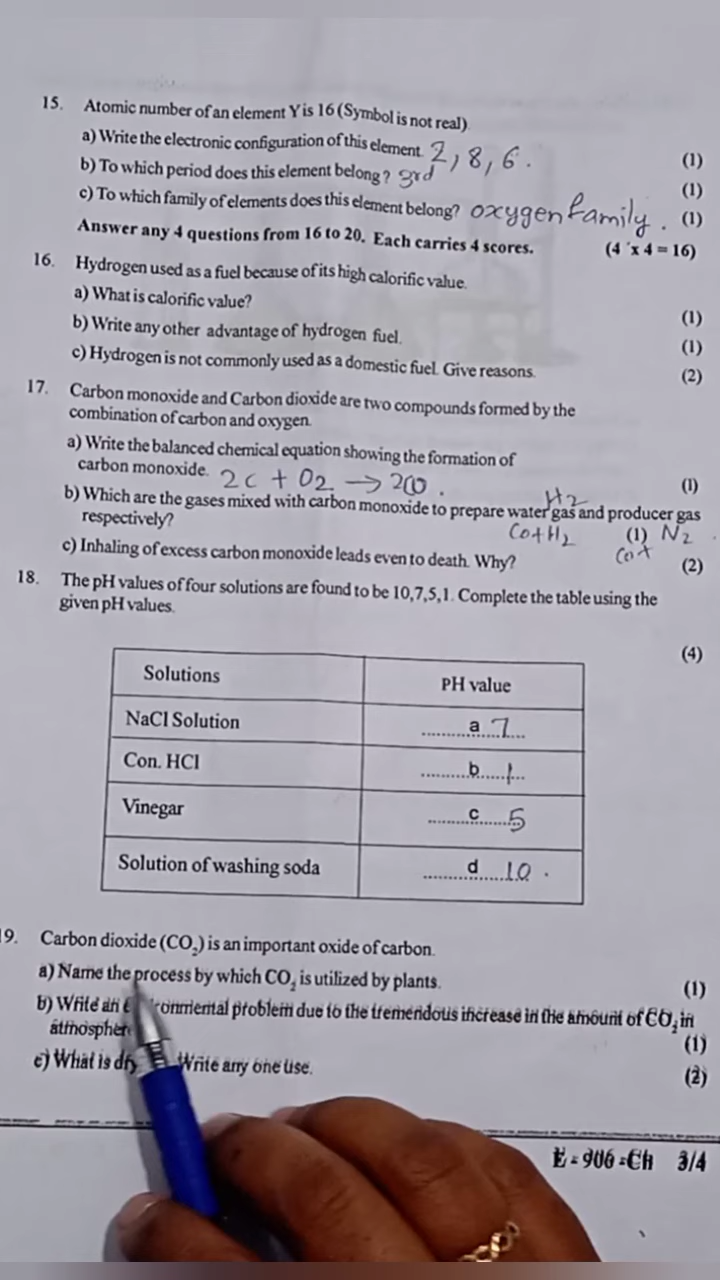 15. Atomic number of an element Y is 16 (Symbol is not real).
a) Write the electronic configuration of this element. 2, 8, 6. (1)
b) To which period does this element belong? 3rd (1)
c) To which family of elements does this element belong? oxygen family. (1)
Answer any 4 questions from 16 to 20. Each carries 4 scores. (4 x 4 = 16)
16. Hydrogen used as a fuel because of its high calorific value.
a) What is calorific value? (1)
b) Write any other advantage of hydrogen fuel. (1)
c) Hydrogen is not commonly used as a domestic fuel. Give reasons. (2)
17. Carbon monoxide and Carbon dioxide are two compounds formed by the
combination of carbon and oxygen.
a) Write the balanced chemical equation showing the formation of
carbon monoxide. 2C + O2 → 2CO. (1)
H2
b) Which are the gases mixed with carbon monoxide to prepare water gas and producer gas
respectively? CO+H2 (1) N2
CO+
c) Inhaling of excess carbon monoxide leads even to death. Why? (2)
18. The pH values of four solutions are found to be 10,7,5,1. Complete the table using the
given pH values.
(4)
Solutions PH value
NaCl Solution ..............a..7....
Con. HCl ..............b......1...
Vinegar ............c......5
Solution of washing soda .............d......10 .
19. Carbon dioxide (CO₂) is an important oxide of carbon.
a) Name the process by which CO₂ is utilized by plants. (1)
b) Write an onmental problem due to the tremendous increase in the amount of CO₂ in
atmospher (1)
c) What is dry Write any one use. (2)
E-906-Ch 3/4